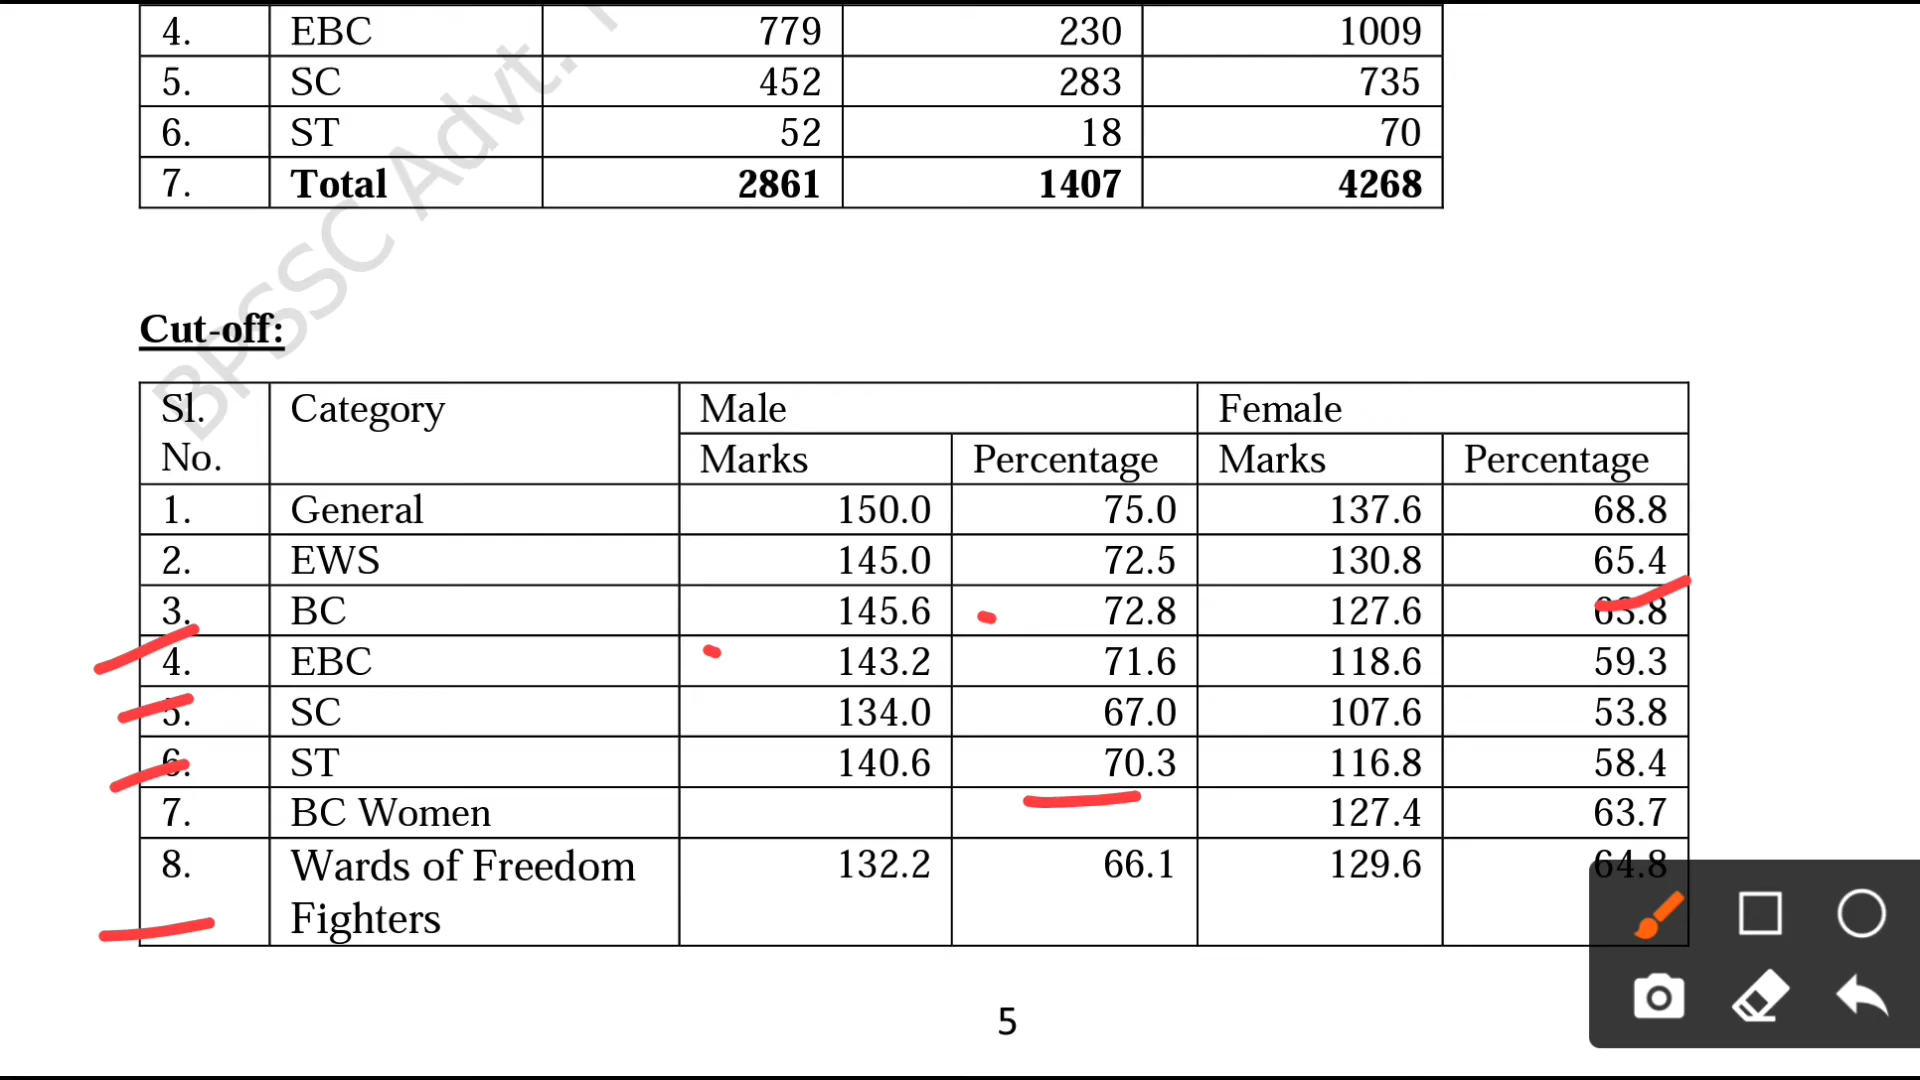 4. EBC 779 230 1009
5. SC 452 283 735
6. ST 52 18 70
7. Total 2861 1407 4268
BPSSC Advt.
Cut-off:
Sl. No. Category Male Female
Marks Percentage Marks Percentage
1. General 150.0 75.0 137.6 68.8
2. EWS 145.0 72.5 130.8 65.4
3. BC 145.6 72.8 127.6 63.8
4. EBC 143.2 71.6 118.6 59.3
5. SC 134.0 67.0 107.6 53.8
6. ST 140.6 70.3 116.8 58.4
7. BC Women 127.4 63.7
8. Wards of Freedom 132.2 66.1 129.6 64.8
Fighters
5